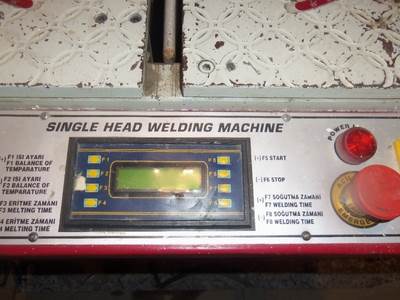 SINGLE HEAD WELDING MACHINE
F1 ISI AYARI
F1 BALANCE OF
TEMPARATURE
F2 ISI AYARI
F2 BALANCE OF
TEMPARATURE
F3 ERİTME ZAMANI
F3 MELTING TIME
F4 ERİTME ZAMANI
F4 MELTING TIME
F1
F2
F3
F4
F5
F6
F7
F8
(-) F5 START
(-) F6 STOP
F7 SOĞUTMA ZAMANI
F7 WELDING TIME
F8 SOĞUTMA ZAMANI
F8 WELDING TIME
POWER
EMERGE